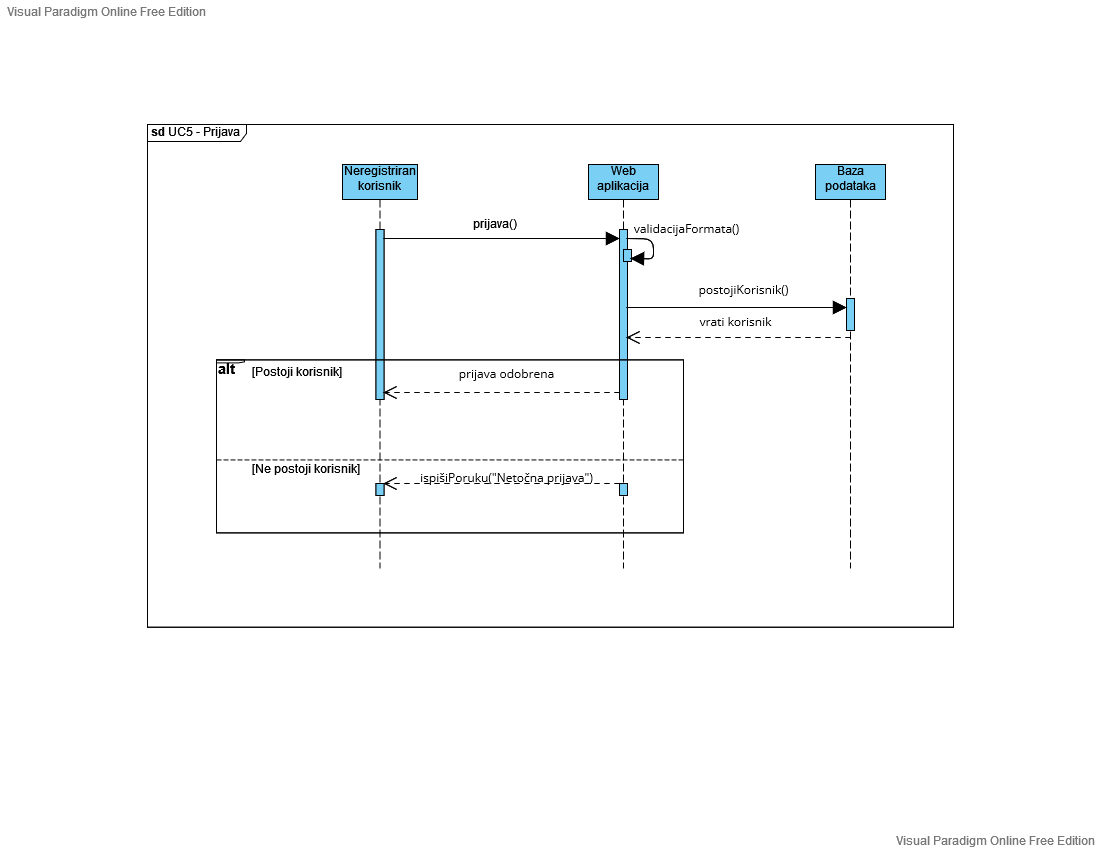 Visual Paradigm Online Free Edition
sd UC5 - Prijava
Neregistriran
korisnik
Web
aplikacija
Baza
podataka
prijava()
validacijaFormata()
postojiKorisnik()
vrati korisnik
alt
[Postoji korisnik]
prijava odobrena
[Ne postoji korisnik]
ispišiPoruku("Netočna prijava")
Visual Paradigm Online Free Edition